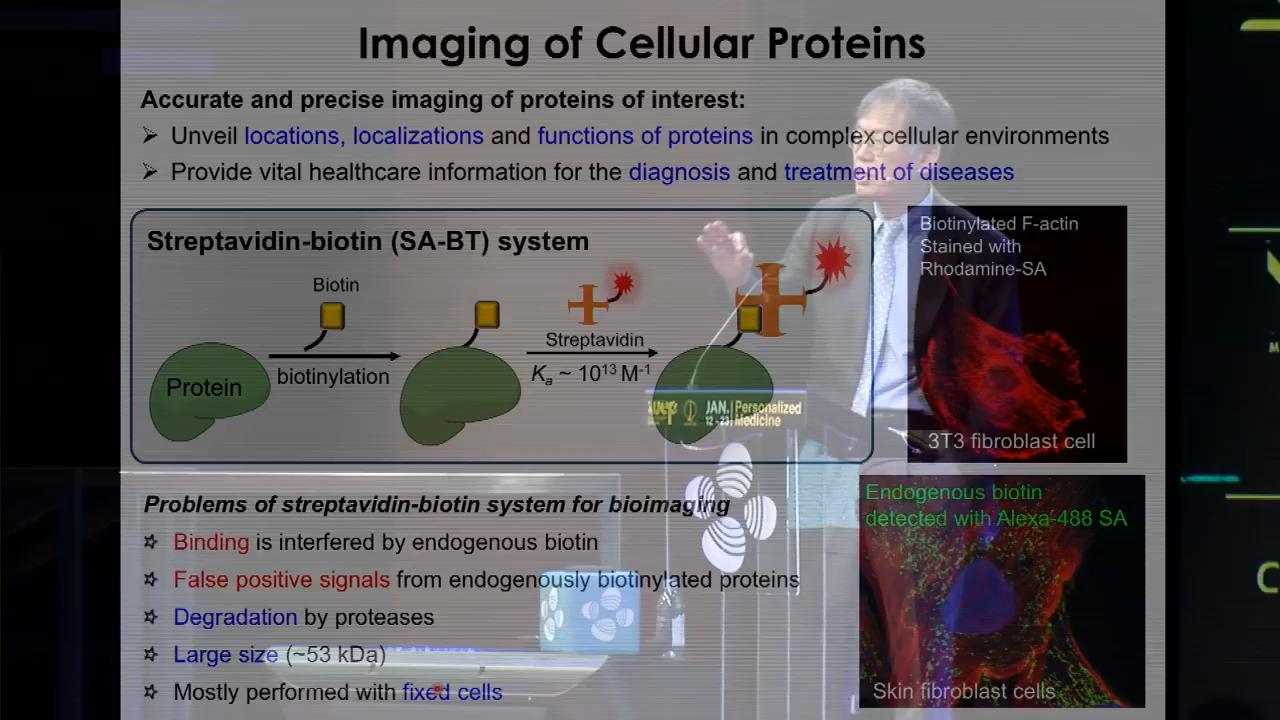 Imaging of Cellular Proteins
Accurate and precise imaging of proteins of interest:
➢ Unveil locations, localizations and functions of proteins in complex cellular environments
➢ Provide vital healthcare information for the diagnosis and treatment of diseases
Streptavidin-biotin (SA-BT) system
Biotin
Protein
biotinylation
Streptavidin
Ka ~ 10¹³ M⁻¹
Biotinylated F-actin
Stained with
Rhodamine-SA
3T3 fibroblast cell
JAN. 12-23
Personalized
Medicine
Problems of streptavidin-biotin system for bioimaging
✰ Binding is interfered by endogenous biotin
✰ False positive signals from endogenously biotinylated proteins
✰ Degradation by proteases
✰ Large size (~53 kDa)
✰ Mostly performed with fixed cells
Endogenous biotin
detected with Alexa-488 SA
Skin fibroblast cells